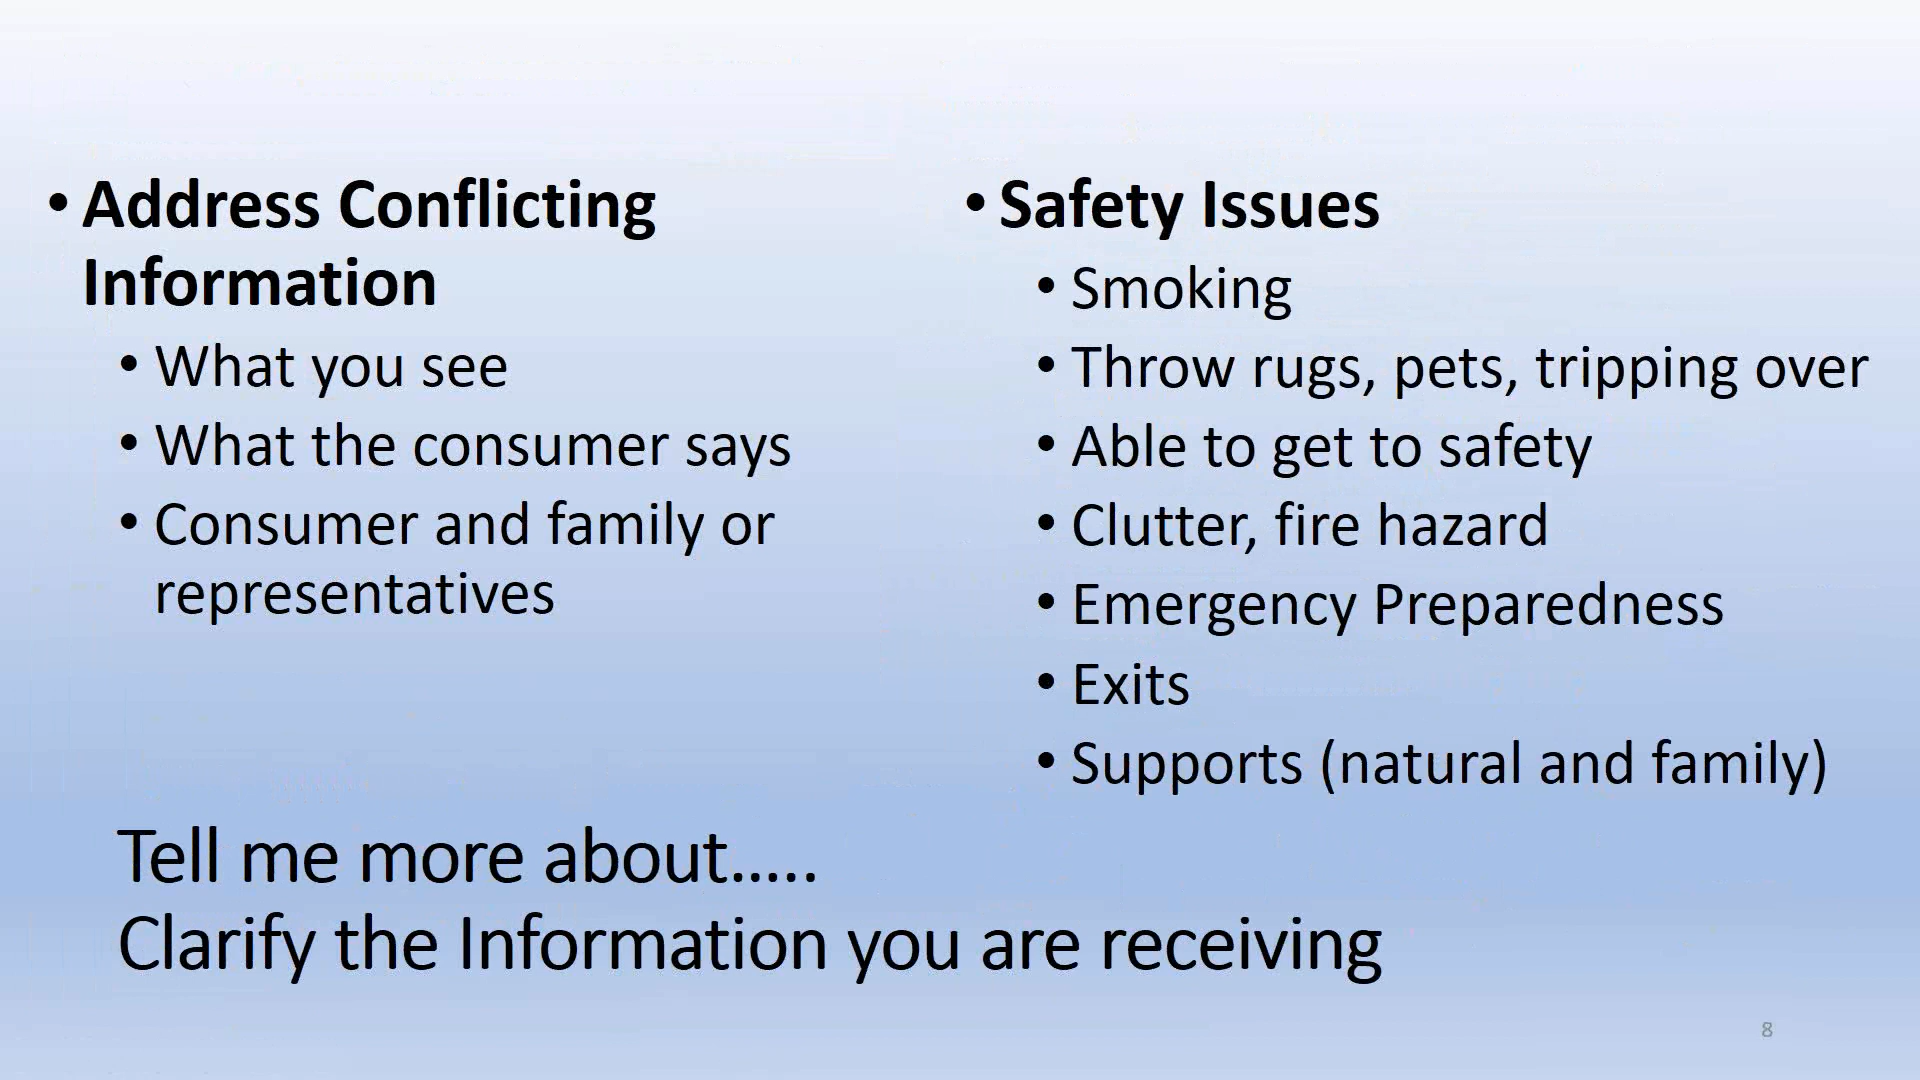 • Address Conflicting
Information
• What you see
• What the consumer says
• Consumer and family or
representatives
• Safety Issues
• Smoking
• Throw rugs, pets, tripping over
• Able to get to safety
• Clutter, fire hazard
• Emergency Preparedness
• Exits
• Supports (natural and family)
Tell me more about.....
Clarify the Information you are receiving
8